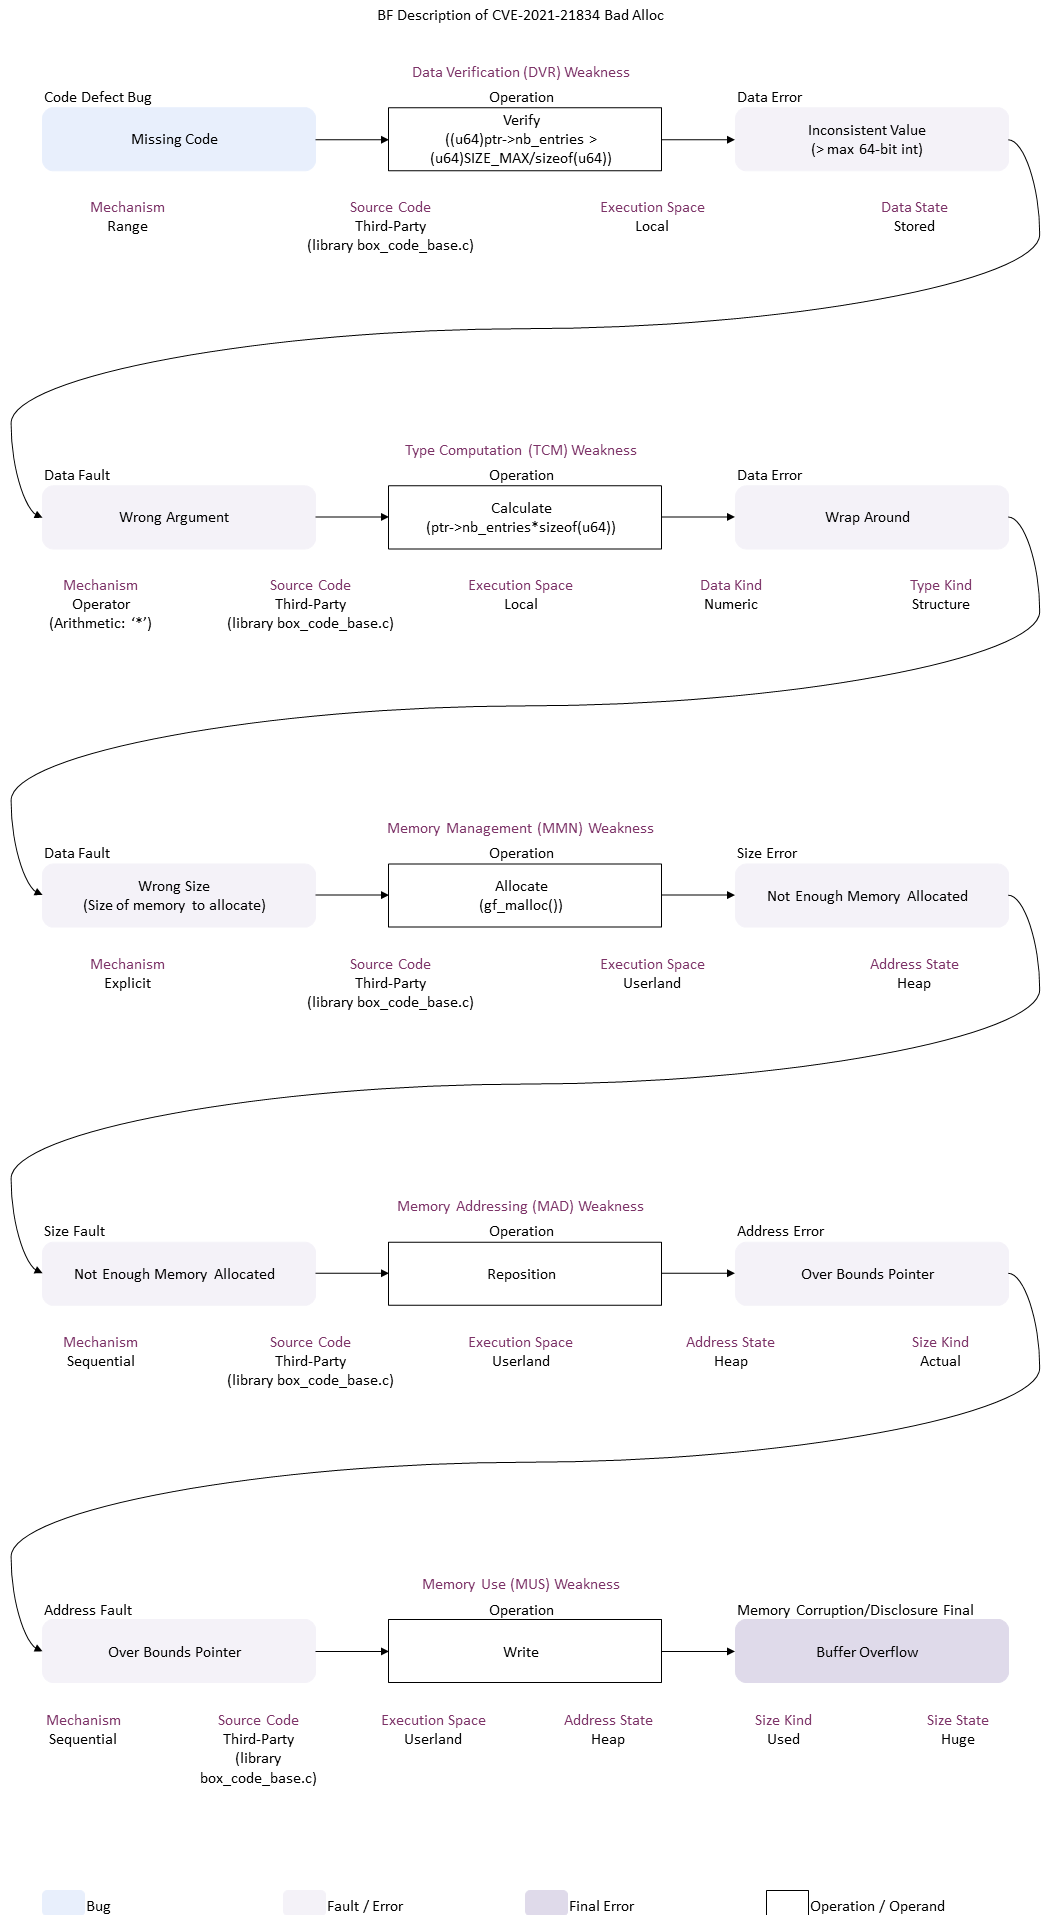 BF Description of CVE-2021-21834 Bad Alloc
Data Verification (DVR) Weakness
Code Defect Bug
Operation
Data Error
Missing Code
Verify
((u64)ptr->nb_entries >
(u64)SIZE_MAX/sizeof(u64))
Inconsistent Value
(> max 64-bit int)
Mechanism
Range
Source Code
Third-Party
(library box_code_base.c)
Execution Space
Local
Data State
Stored
Type Computation (TCM) Weakness
Data Fault
Operation
Data Error
Wrong Argument
Calculate
(ptr->nb_entries*sizeof(u64))
Wrap Around
Mechanism
Operator
(Arithmetic: ‘*’)
Source Code
Third-Party
(library box_code_base.c)
Execution Space
Local
Data Kind
Numeric
Type Kind
Structure
Memory Management (MMN) Weakness
Data Fault
Operation
Size Error
Wrong Size
(Size of memory to allocate)
Allocate
(gf_malloc())
Not Enough Memory Allocated
Mechanism
Explicit
Source Code
Third-Party
(library box_code_base.c)
Execution Space
Userland
Address State
Heap
Memory Addressing (MAD) Weakness
Size Fault
Operation
Address Error
Not Enough Memory Allocated
Reposition
Over Bounds Pointer
Mechanism
Sequential
Source Code
Third-Party
(library box_code_base.c)
Execution Space
Userland
Address State
Heap
Size Kind
Actual
Memory Use (MUS) Weakness
Address Fault
Operation
Memory Corruption/Disclosure Final
Over Bounds Pointer
Write
Buffer Overflow
Mechanism
Sequential
Source Code
Third-Party
(library
box_code_base.c)
Execution Space
Userland
Address State
Heap
Size Kind
Used
Size State
Huge
Bug
Fault / Error
Final Error
Operation / Operand